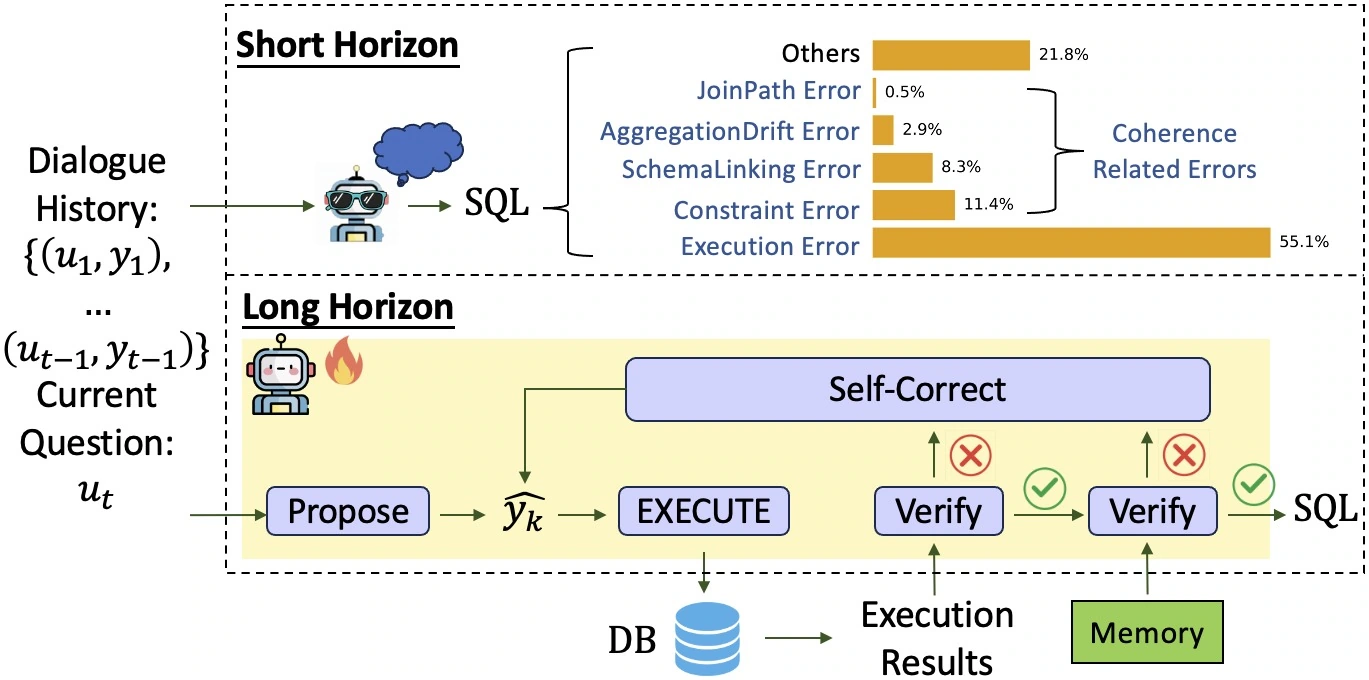 Short Horizon
Others
21.8%
JoinPath Error
0.5%
AggregationDrift Error
2.9%
SchemaLinking Error
8.3%
Constraint Error
11.4%
Execution Error
55.1%
Coherence
Related Errors
Dialogue
History:
{(u₁, y₁),
...
(uₜ₋₁, yₜ₋₁)}
Current
Question:
uₜ
SQL
Long Horizon
Self-Correct
Propose
ŷₖ
EXECUTE
Verify
Verify
SQL
DB
Execution
Results
Memory